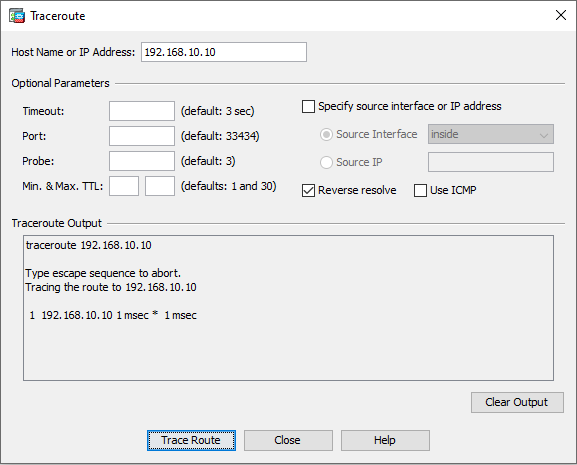 Traceroute
Host Name or IP Address: 192.168.10.10
Optional Parameters
Timeout: (default: 3 sec)
Specify source interface or IP address
Port: (default: 33434)
Source Interface inside
Probe: (default: 3)
Source IP
Min. & Max. TTL: (defaults: 1 and 30)
Reverse resolve Use ICMP
Traceroute Output
traceroute 192.168.10.10
Type escape sequence to abort.
Tracing the route to 192.168.10.10
1 192.168.10.10 1 msec * 1 msec
Clear Output
Trace Route Close Help